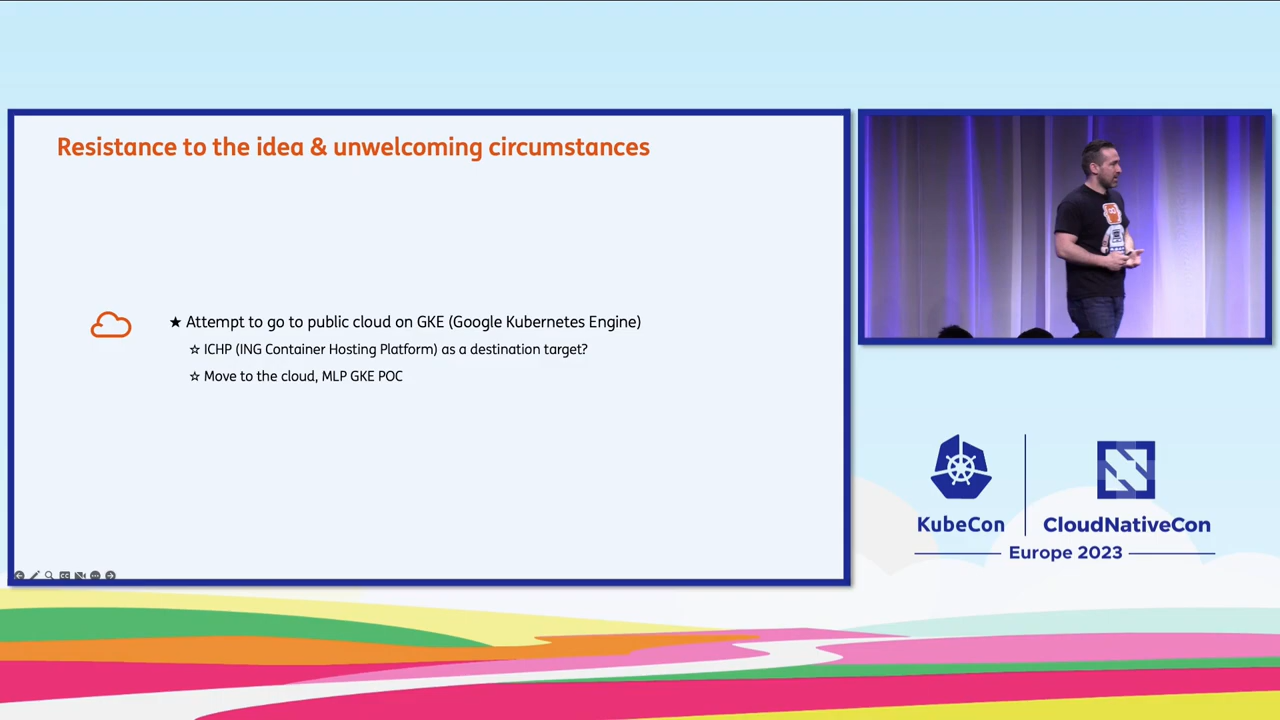 Resistance to the idea & unwelcoming circumstances
★ Attempt to go to public cloud on GKE (Google Kubernetes Engine)
☆ ICHP (ING Container Hosting Platform) as a destination target?
☆ Move to the cloud, MLP GKE POC
KubeCon
CloudNativeCon
Europe 2023